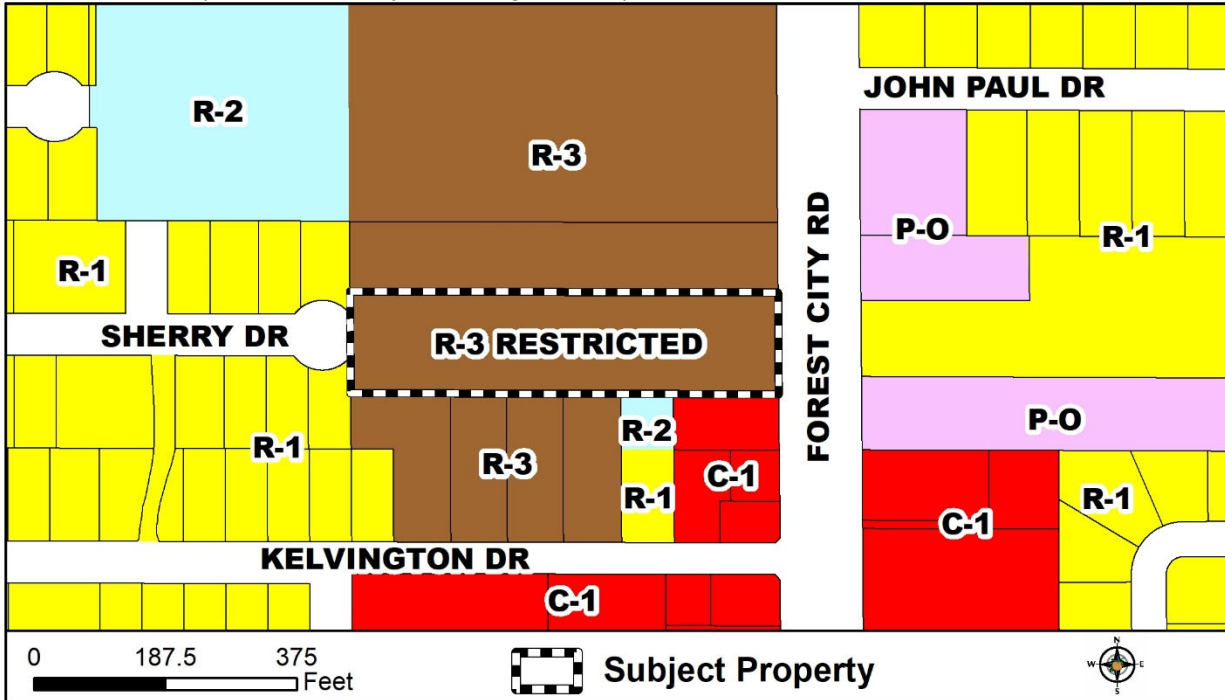 JOHN PAUL DR
R-2
R-3
P-O
R-1
R-1
SHERRY DR
R-3 RESTRICTED
FOREST CITY RD
R-2
P-O
R-1
R-3
R-1
C-1
C-1
R-1
KELVINGTON DR
C-1
0 187.5 375
Feet
Subject Property
N
W E
S